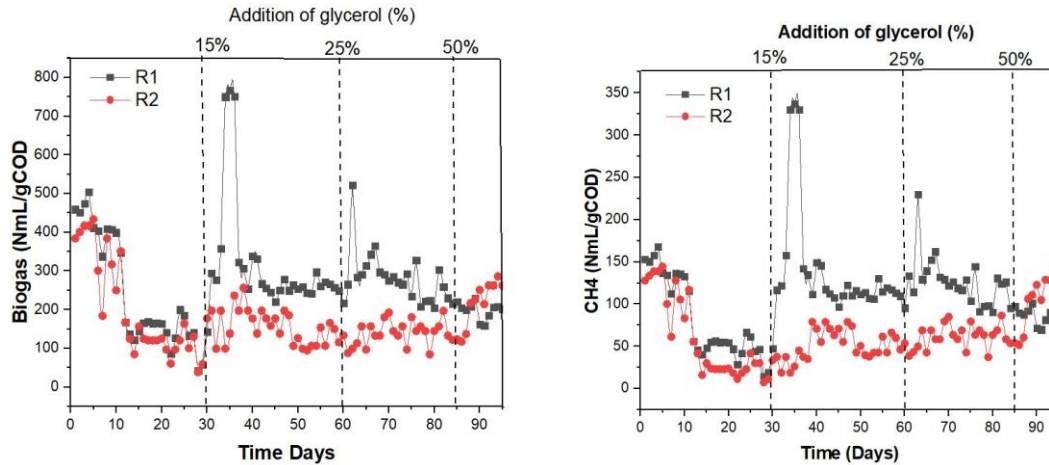 Addition of glycerol (%)
15% 25% 50%
R1
R2
Biogas (NmL/gCOD
800
700
600
500
400
300
200
100
0
0 10 20 30 40 50 60 70 80 90
Time Days
Addition of glycerol (%)
15% 25% 50%
R1
R2
CH4 (NmL/gCOD)
350
300
250
200
150
100
50
0
0 10 20 30 40 50 60 70 80 90
Time (Days)